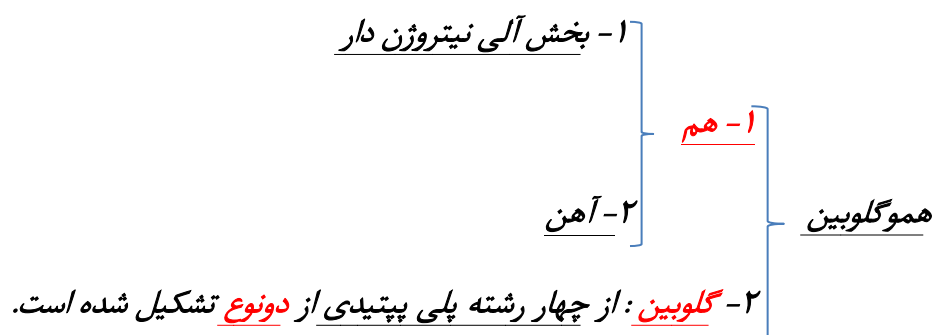 ۱- بخش آلی نیتروژن دار
۱- هم
۲- آهن
هموگلوبین
۲- گلوبین : از چهار رشته پلی پپتیدی از دونوع تشکیل شده است.